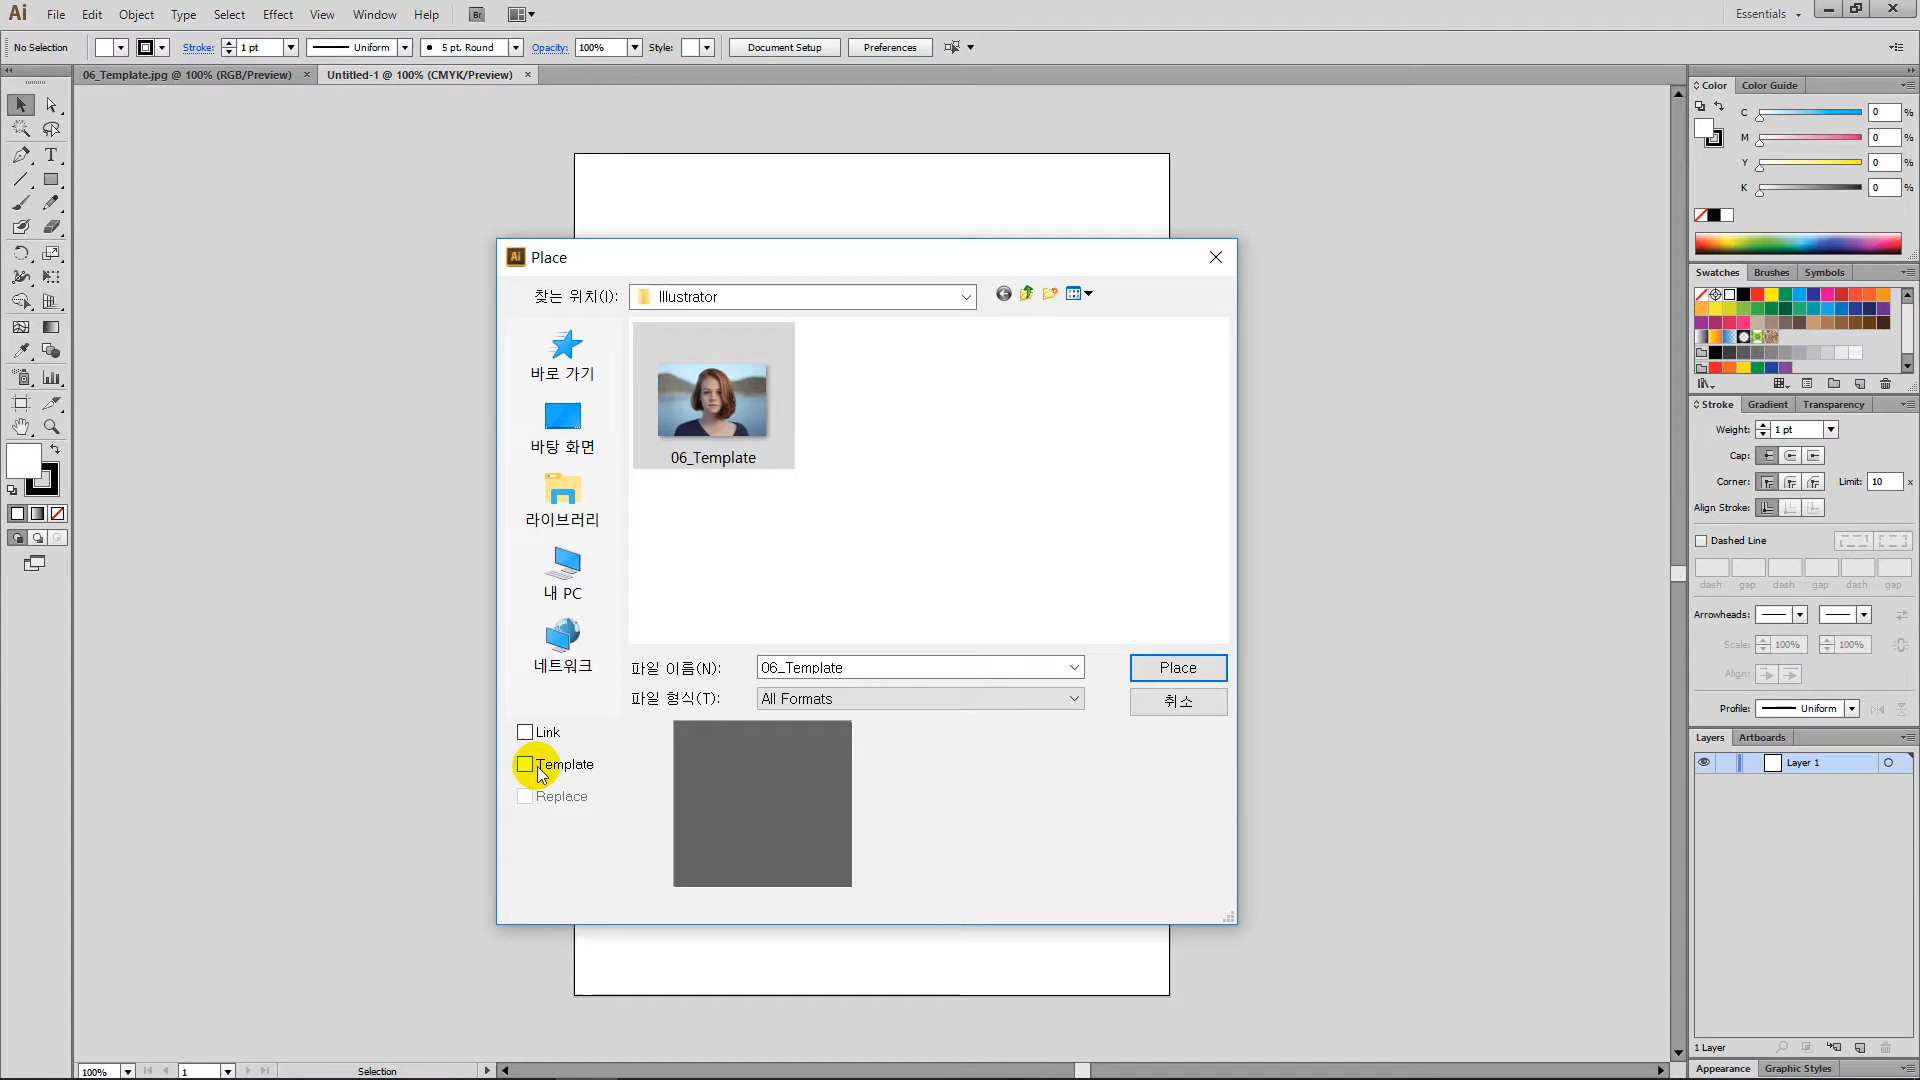 Ai File Edit Object Type Select Effect View Window Help Br Essentials
No Selection Stroke: 1 pt Uniform 5 pt. Round Opacity: 100% Style: Document Setup Preferences
06_Template.jpg @ 100% (RGB/Preview) × Untitled-1 @ 100% (CMYK/Preview) ×
Ai Place
찾는 위치(I): Illustrator
바로 가기
바탕 화면
라이브러리
내 PC
네트워크
06_Template
파일 이름(N): 06_Template Place
파일 형식(T): All Formats 취소
Link
Template
Replace
Color Color Guide
C 0 %
M 0 %
Y 0 %
K 0 %
Swatches Brushes Symbols
Stroke Gradient Transparency
Weight: 1 pt
Cap:
Corner: Limit: 10 x
Align Stroke:
Dashed Line
dash gap dash gap dash gap
Arrowheads:
Scale: 100% 100%
Align:
Profile: Uniform
Layers Artboards
Layer 1
1 Layer
Appearance Graphic Styles
100% 1 Selection